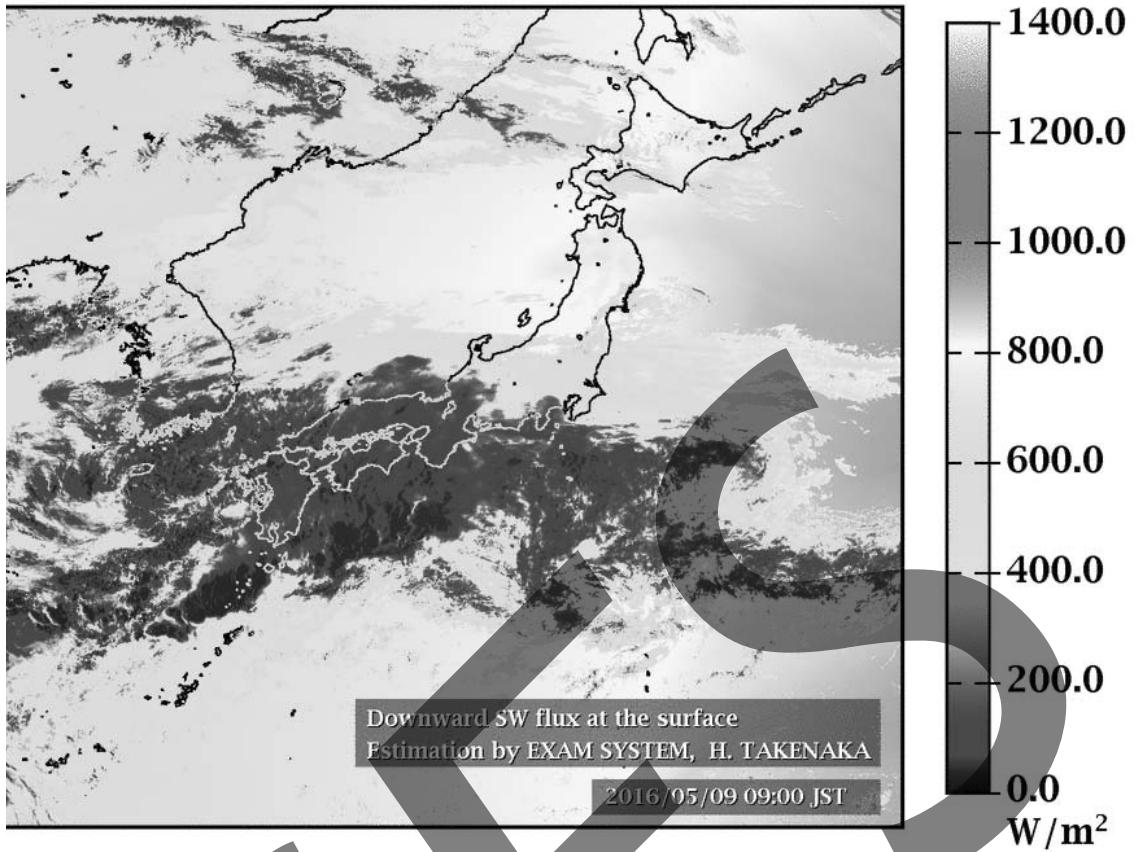 1400.0
1200.0
1000.0
800.0
600.0
400.0
200.0
0.0
W/m²
Downward SW flux at the surface
Estimation by EXAM SYSTEM, H. TAKENAKA
2016/05/09 09:00 JST